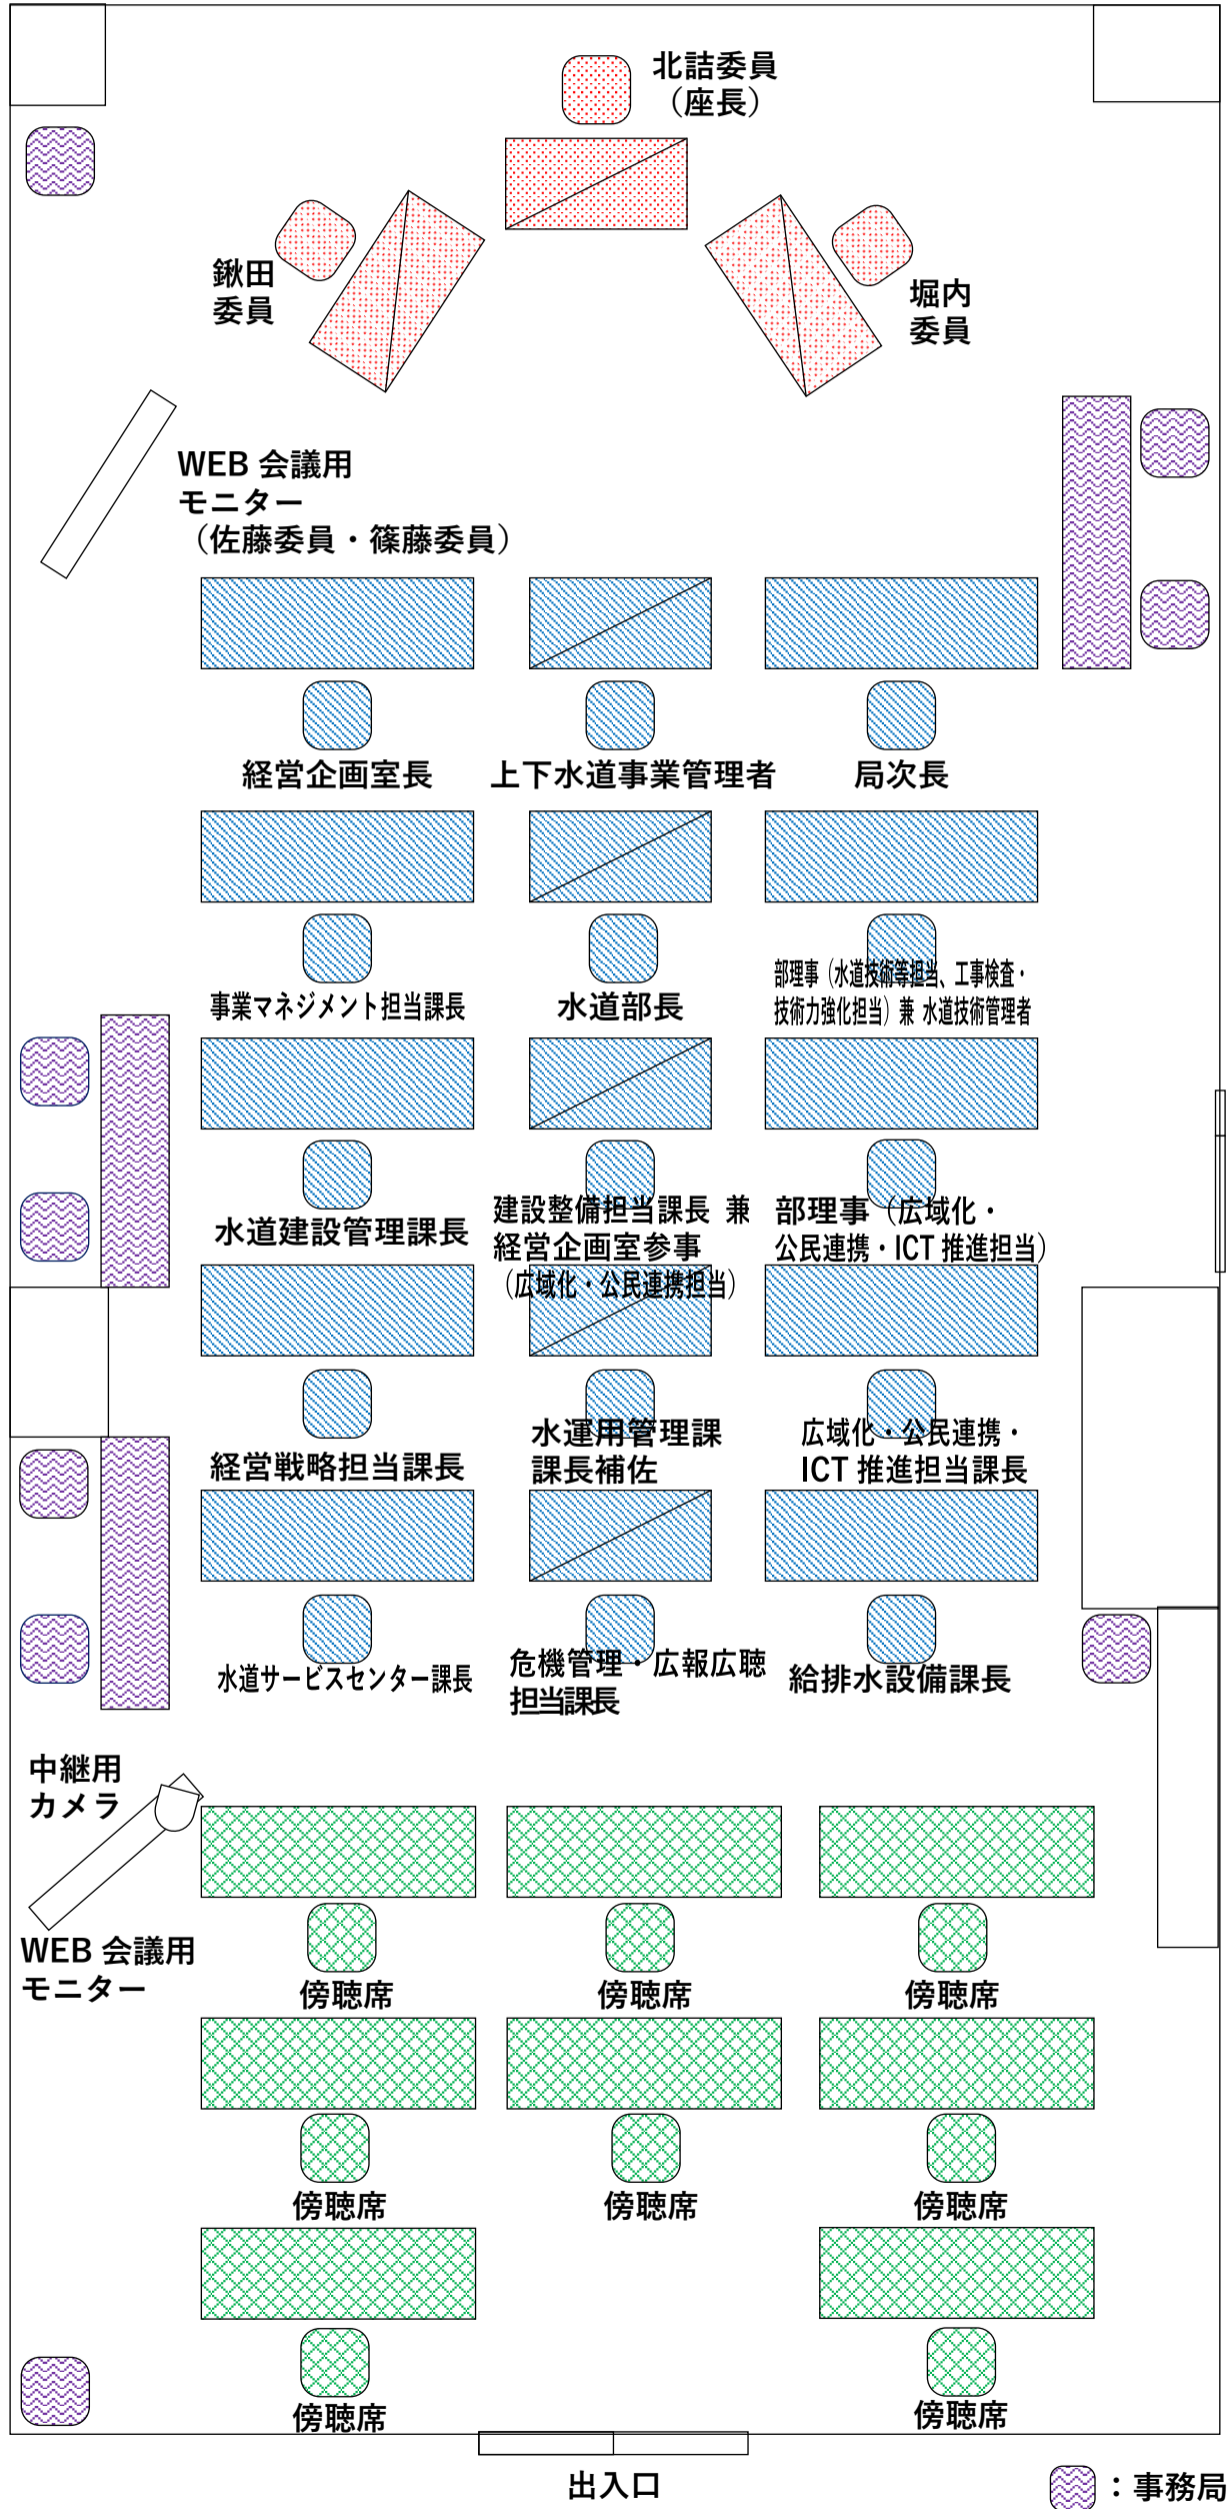 北詰委員
（座長）
鍬田
委員
堀内
委員
WEB 会議用
モニター
（佐藤委員・篠藤委員）
経営企画室長
上下水道事業管理者
局次長
事業マネジメント担当課長
水道部長
部理事（水道技術等担当、工事検査・
技術力強化担当）兼 水道技術管理者
水道建設管理課長
建設整備担当課長 兼
経営企画室参事
（広域化・公民連携担当）
部理事（広域化・
公民連携・ICT 推進担当）
経営戦略担当課長
水運用管理課
課長補佐
広域化・公民連携・
ICT 推進担当課長
水道サービスセンター課長
危機管理・広報広聴
担当課長
給排水設備課長
中継用
カメラ
WEB 会議用
モニター
傍聴席
傍聴席
傍聴席
傍聴席
傍聴席
傍聴席
傍聴席
傍聴席
出入口
：事務局